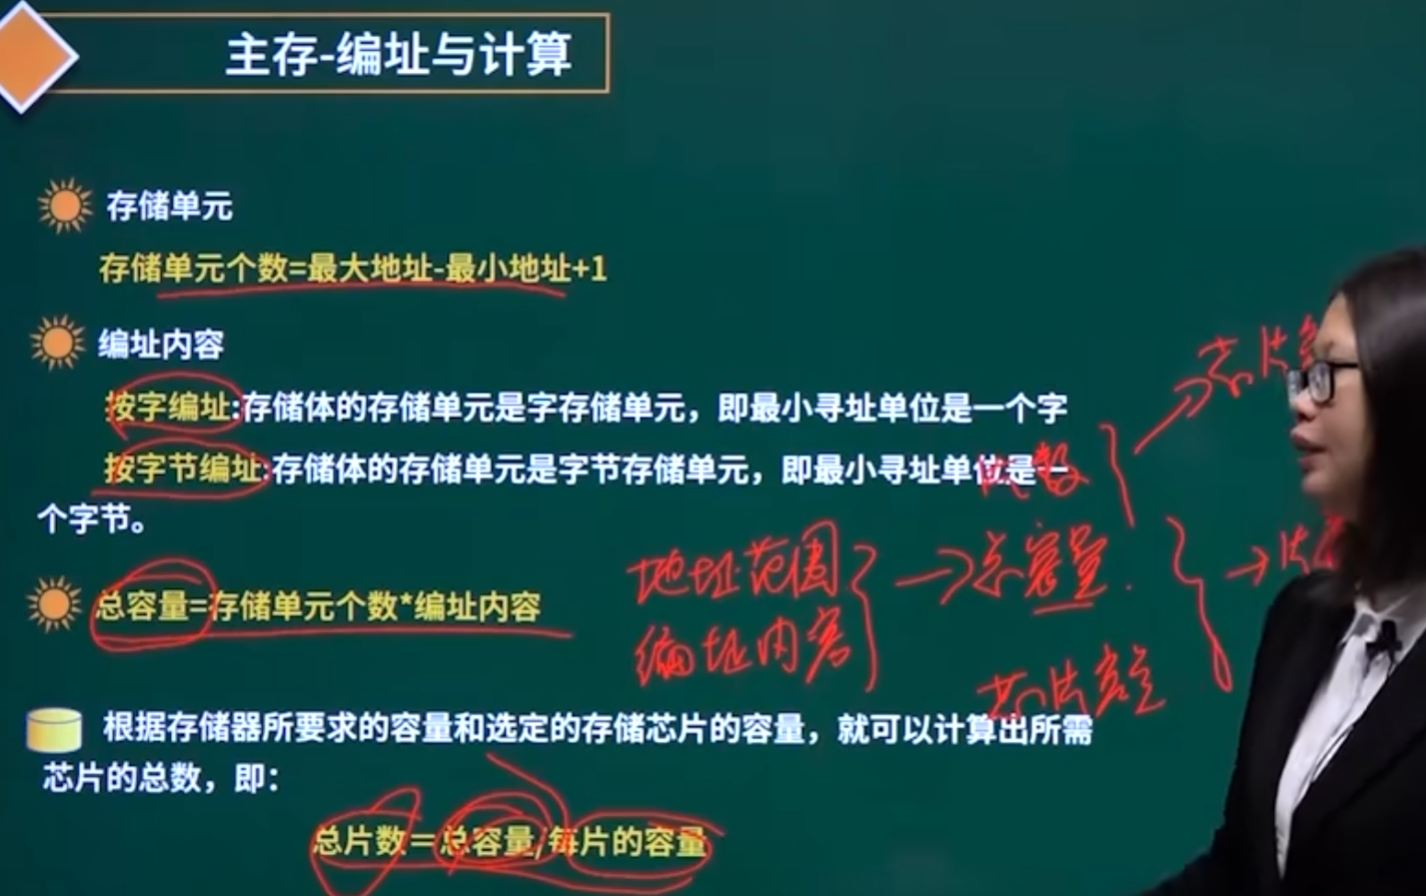 主存-编址与计算
存储单元
存储单元个数=最大地址-最小地址+1
编址内容
按字编址:存储体的存储单元是字存储单元，即最小寻址单位是一个字
按字节编址:存储体的存储单元是字节存储单元，即最小寻址单位是一
个字节。
总容量=存储单元个数*编址内容
根据存储器所要求的容量和选定的存储芯片的容量，就可以计算出所需
芯片的总数，即：
总片数＝总容量/每片的容量
片数
芯片
地址范围
编址内容
总容量
芯片容量